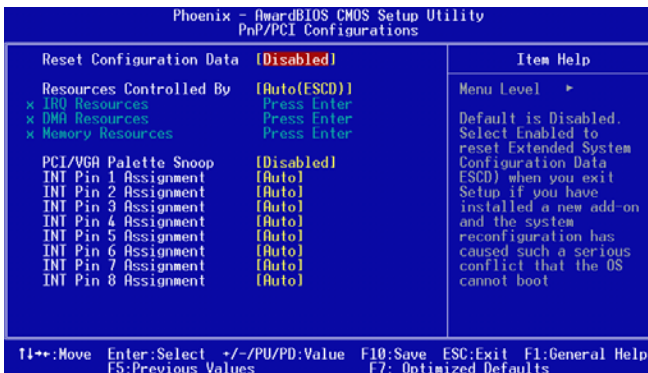 Phoenix - AwardBIOS CMOS Setup Utility
PnP/PCI Configurations
Reset Configuration Data [Disabled]
Resources Controlled By [Auto(ESCD)]
x IRQ Resources Press Enter
x DMA Resources Press Enter
x Memory Resources Press Enter
PCI/VGA Palette Snoop [Disabled]
INT Pin 1 Assignment [Auto]
INT Pin 2 Assignment [Auto]
INT Pin 3 Assignment [Auto]
INT Pin 4 Assignment [Auto]
INT Pin 5 Assignment [Auto]
INT Pin 6 Assignment [Auto]
INT Pin 7 Assignment [Auto]
INT Pin 8 Assignment [Auto]
Item Help
Menu Level ►
Default is Disabled.
Select Enabled to
reset Extended System
Configuration Data
ESCD) when you exit
Setup if you have
installed a new add-on
and the system
reconfiguration has
caused such a serious
conflict that the OS
cannot boot
↑↓→←:Move Enter:Select +/-/PU/PD:Value F10:Save ESC:Exit F1:General Help
F5:Previous Values F7: Optimized Defaults